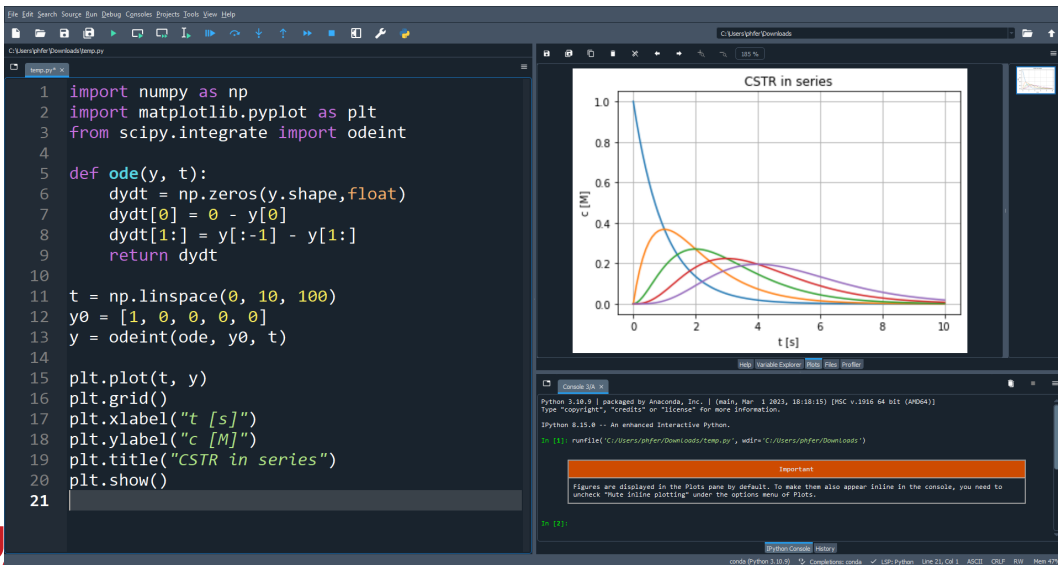 File Edit Search Source Run Debug Consoles Projects Tools View Help
C:\Users\phfer\Downloads
C:\Users\phfer\Downloads\temp.py
temp.py*
185 %
1 import numpy as np
2 import matplotlib.pyplot as plt
3 from scipy.integrate import odeint
4
5 def ode(y, t):
6     dydt = np.zeros(y.shape,float)
7     dydt[0] = 0 - y[0]
8     dydt[1:] = y[:-1] - y[1:]
9     return dydt
10
11 t = np.linspace(0, 10, 100)
12 y0 = [1, 0, 0, 0, 0]
13 y = odeint(ode, y0, t)
14
15 plt.plot(t, y)
16 plt.grid()
17 plt.xlabel("t [s]")
18 plt.ylabel("c [M]")
19 plt.title("CSTR in series")
20 plt.show()
21
CSTR in series
1.0
0.8
0.6
0.4
0.2
0.0
c [M]
0 2 4 6 8 10
t [s]
Help Variable Explorer Plots Files Profiler
Console 3/A
Python 3.10.9 | packaged by Anaconda, Inc. | (main, Mar  1 2023, 18:18:15) [MSC v.1916 64 bit (AMD64)]
Type "copyright", "credits" or "license" for more information.
IPython 8.15.0 -- An enhanced Interactive Python.
In [1]: runfile('C:/Users/phfer/Downloads/temp.py', wdir='C:/Users/phfer/Downloads')
Important
Figures are displayed in the Plots pane by default. To make them also appear inline in the console, you need to
uncheck "Mute inline plotting" under the options menu of Plots.
In [2]:
IPython Console History
conda (Python 3.10.9) Completions: conda LSP: Python Line 21, Col 1 ASCII CRLF RW Mem 47%